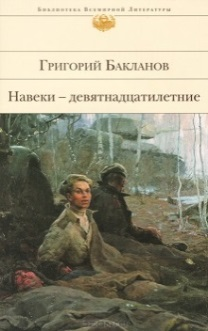 Библиотека Всемирной Литературы
Григорий Бакланов
Навеки – девятнадцатилетние